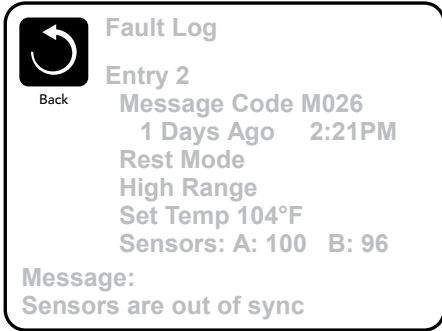 Fault Log
Back
Entry 2
Message Code M026
1 Days Ago 2:21PM
Rest Mode
High Range
Set Temp 104°F
Sensors: A: 100 B: 96
Message:
Sensors are out of sync